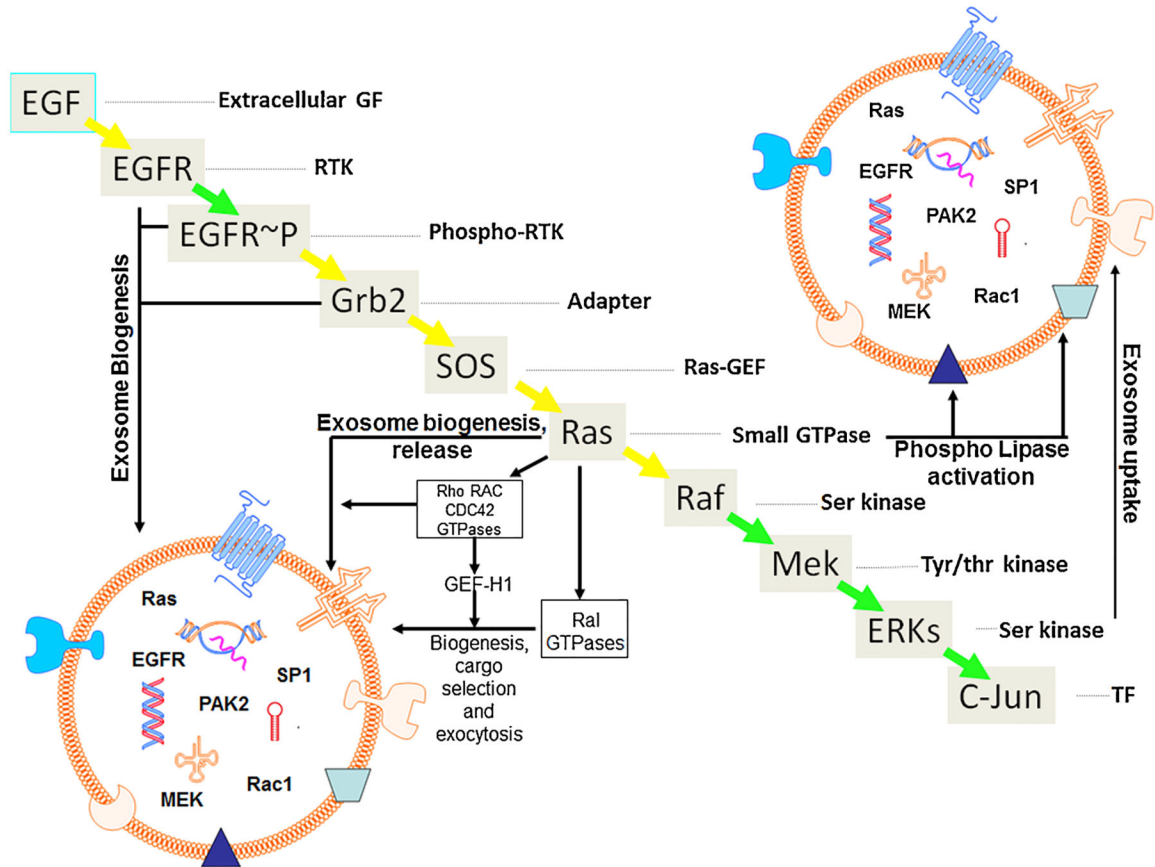 EGF
Extracellular GF
EGFR
RTK
EGFR~P
Phospho-RTK
Grb2
Adapter
SOS
Ras-GEF
Ras
Small GTPase
Raf
Ser kinase
Mek
Tyr/thr kinase
ERKs
Ser kinase
C-Jun
TF
Exosome Biogenesis
Exosome biogenesis,
release
Rho RAC
CDC42
GTPases
GEF-H1
Ral
GTPases
Biogenesis,
cargo
selection
and
exocytosis
Phospho Lipase
activation
Exosome uptake
Ras
EGFR
SP1
PAK2
MEK
Rac1
Ras
EGFR
SP1
PAK2
MEK
Rac1